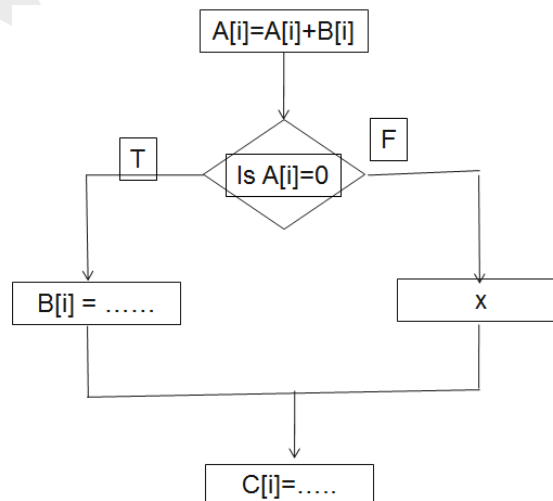 A[i]=A[i]+B[i]
T
F
Is A[i]=0
B[i] = ......
x
C[i]=.....